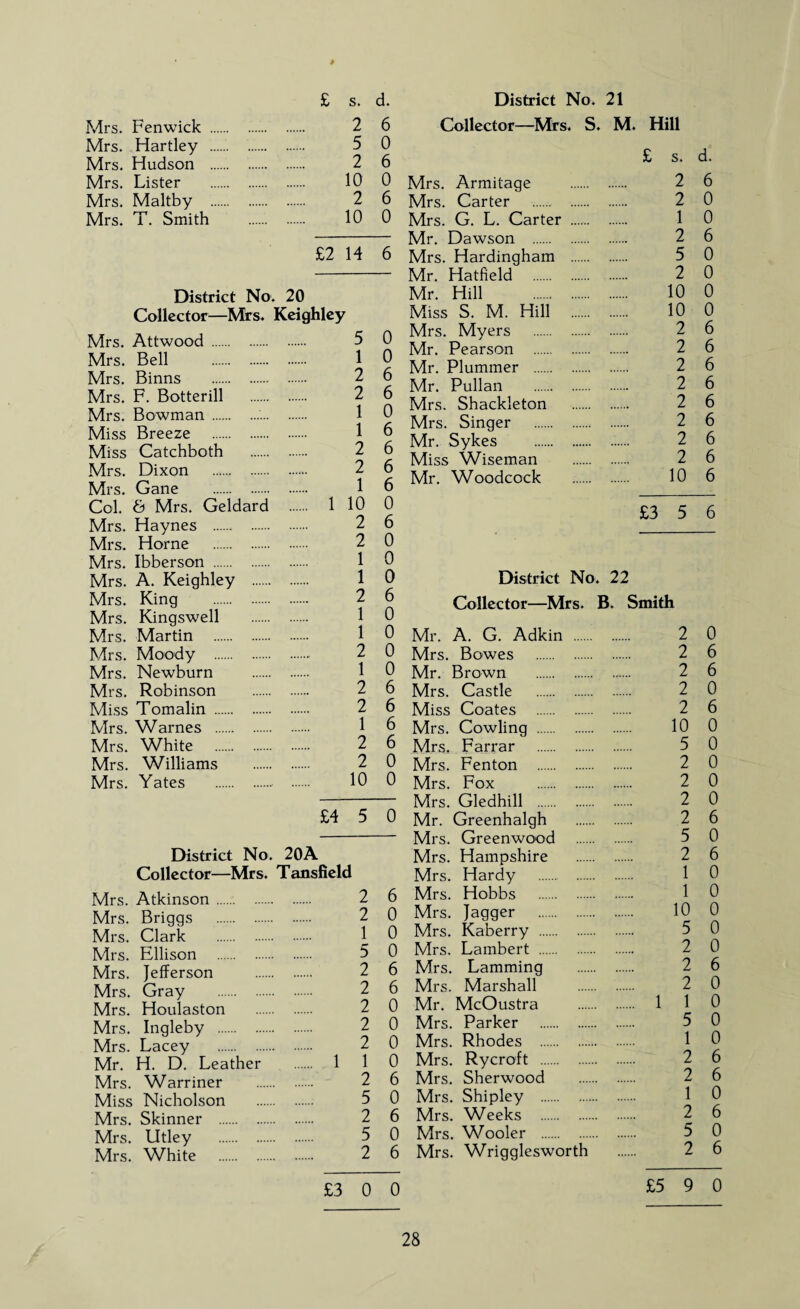 £ s. d.
Mrs. Fenwick ...... ...... ...... 2 6
Mrs. Hartley ...... ...... ...... 5 0
Mrs. Hudson ...... ...... ...... 2 6
Mrs. Lister ...... ...... ...... 10 0
Mrs. Maltby ...... ...... ...... 2 6
Mrs. T. Smith ...... ...... 10 0
£2 14 6
District No. 20
Collector—Mrs. Keighley
Mrs. Attwood ...... ...... ...... 5 0
Mrs. Bell ...... ...... ...... 1 0
Mrs. Binns ...... ...... ...... 2 6
Mrs. F. Botterill ...... ...... 2 6
Mrs. Bowman ...... ...... ...... 1 0
Miss Breeze ...... ...... ...... 1 6
Miss Catchboth ...... ...... 2 6
Mrs. Dixon ...... ...... ...... 2 6
Mrs. Gane ...... ...... ...... 1 6
Col. & Mrs. Geldard ...... 1 10 0
Mrs. Haynes ...... ...... ...... 2 6
Mrs. Horne ...... ...... ...... 2 0
Mrs. Ibberson ...... ...... ...... 1 0
Mrs. A. Keighley ...... ...... 1 0
Mrs. King ...... ...... ...... 2 6
Mrs. Kingswell ...... ...... 1 0
Mrs. Martin ...... ...... ...... 1 0
Mrs. Moody ...... ...... ...... 2 0
Mrs. Newburn ...... ...... 1 0
Mrs. Robinson ...... ...... 2 6
Miss Tomalin ...... ...... ...... 2 6
Mrs. Warnes ...... ...... ...... 1 6
Mrs. White ...... ...... ...... 2 6
Mrs. Williams ...... ...... 2 0
Mrs. Yates ...... ...... ...... 10 0
£4 5 0
District No. 20A
Collector—Mrs. Tansfield
Mrs. Atkinson ...... ...... ...... 2 6
Mrs. Briggs ...... ...... ...... 2 0
Mrs. Clark ...... ...... ...... 1 0
Mrs. Ellison ...... ...... ...... 5 0
Mrs. Jefferson ...... ...... 2 6
Mrs. Gray ...... ...... ...... 2 6
Mrs. Houlaston ...... ...... 2 0
Mrs. Ingleby ...... ...... ...... 2 0
Mrs. Lacey ...... ...... ...... 2 0
Mr. H. D. Leather ...... 1 1 0
Mrs. Warriner ...... ...... 2 6
Miss Nicholson ...... ...... 5 0
Mrs. Skinner ...... ...... ...... 2 6
Mrs. Utley ...... ...... ...... 5 0
Mrs. White ...... ...... ...... 2 6
£3 0 0
District No. 21
Collector—Mrs. S. M. Hill
£ s. d.
Mrs. Armitage ...... ...... 2 6
Mrs. Carter ...... ...... ...... 2 0
Mrs. G. L. Carter ...... ...... 1 0
Mr. Dawson ...... ...... ...... 2 6
Mrs. Hardingham ...... ...... 5 0
Mr. Hatfield ...... ...... ...... 2 0
Mr. Hill ...... ...... ...... 10 0
Miss S. M. Hill ...... ...... 10 0
Mrs. Myers ...... ...... ...... 2 6
Mr. Pearson ...... ...... ...... 2 6
Mr. Plummer ...... ...... ...... 2 6
Mr. Pullan ...... ...... ...... 2 6
Mrs. Shackleton ...... ...... 2 6
Mrs. Singer ...... ...... ...... 2 6
Mr. Sykes ...... ...... ...... 2 6
Miss Wiseman ...... ...... 2 6
Mr. Woodcock ...... ...... 10 6
£3 5 6
District No. 22
Collector—Mrs. B. Smith
Mr. A. G. Adkin ...... ...... 2 0
Mrs. Bowes ...... ...... ...... 2 6
Mr. Brown ...... ...... ...... 2 6
Mrs. Castle ...... ...... ...... 2 0
Miss Coates ...... ...... ...... 2 6
Mrs. Cowling ...... ...... ...... 10 0
Mrs. Farrar ...... ...... ...... 5 0
Mrs. Fenton ...... ...... ...... 2 0
Mrs. Fox ...... ...... ...... 2 0
Mrs. Gledhill ...... ...... ...... 2 0
Mr. Greenhalgh ...... ...... 2 6
Mrs. Greenwood ...... ...... 5 0
Mrs. Hampshire ...... ...... 2 6
Mrs. Hardy ...... ...... ...... 1 0
Mrs. Hobbs ...... ...... ...... 1 0
Mrs. Jagger ...... ...... ...... 10 0
Mrs. Kaberry ...... ...... ...... 5 0
Mrs. Lambert ...... ...... ...... 2 0
Mrs. Lamming ...... ...... 2 6
Mrs. Marshall ...... ...... 2 0
Mr. McOustra ...... ...... 1 1 0
Mrs. Parker ...... ...... ...... 5 0
Mrs. Rhodes ...... ...... ...... 1 0
Mrs. Rycroft ...... ...... ...... 2 6
Mrs. Sherwood ...... ...... 2 6
Mrs. Shipley ...... ...... ...... 1 0
Mrs. Weeks ...... ...... ...... 2 6
Mrs. Wooler ...... ...... ...... 5 0
Mrs. Wrigglesworth ...... 2 6
£5 9 0
28